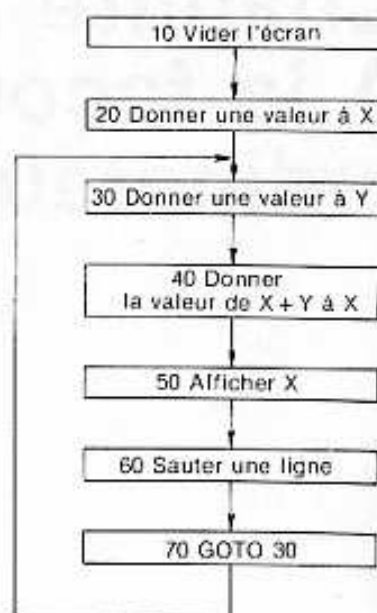 10 Vider l'écran
20 Donner une valeur à X
30 Donner une valeur à Y
40 Donner
la valeur de X + Y à X
50 Afficher X
60 Sauter une ligne
70 GOTO 30